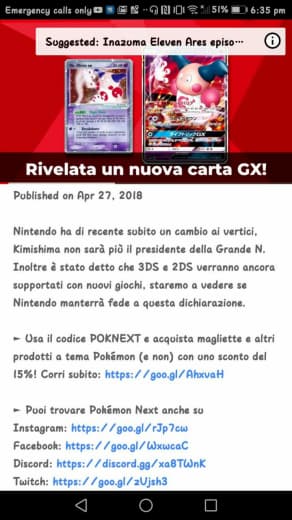 Emergency calls only 51% 6:35 pm
Suggested: Inazuma Eleven Ares episo...
Rivelata un nuova carta GX!
Published on Apr 27, 2018
Nintendo ha di recente subito un cambio ai vertici,
Kimishima non sarà più il presidente della Grande N.
Inoltre è stato detto che 3DS e 2DS verranno ancora
supportati con nuovi giochi, staremo a vedere se
Nintendo manterrà fede a questa dichiarazione.
► Usa il codice POKNEXT e acquista magliette e altri
prodotti a tema Pokémon (e non) con uno sconto del
15%! Corri subito: https://goo.gl/AhxvaH
► Puoi trovare Pokémon Next anche su
Instagram: https://goo.gl/rJp7cw
Facebook: https://goo.gl/WxwcaC
Discord: https://discord.gg/xa8TWnK
Twitch: https://goo.gl/zUjsh3